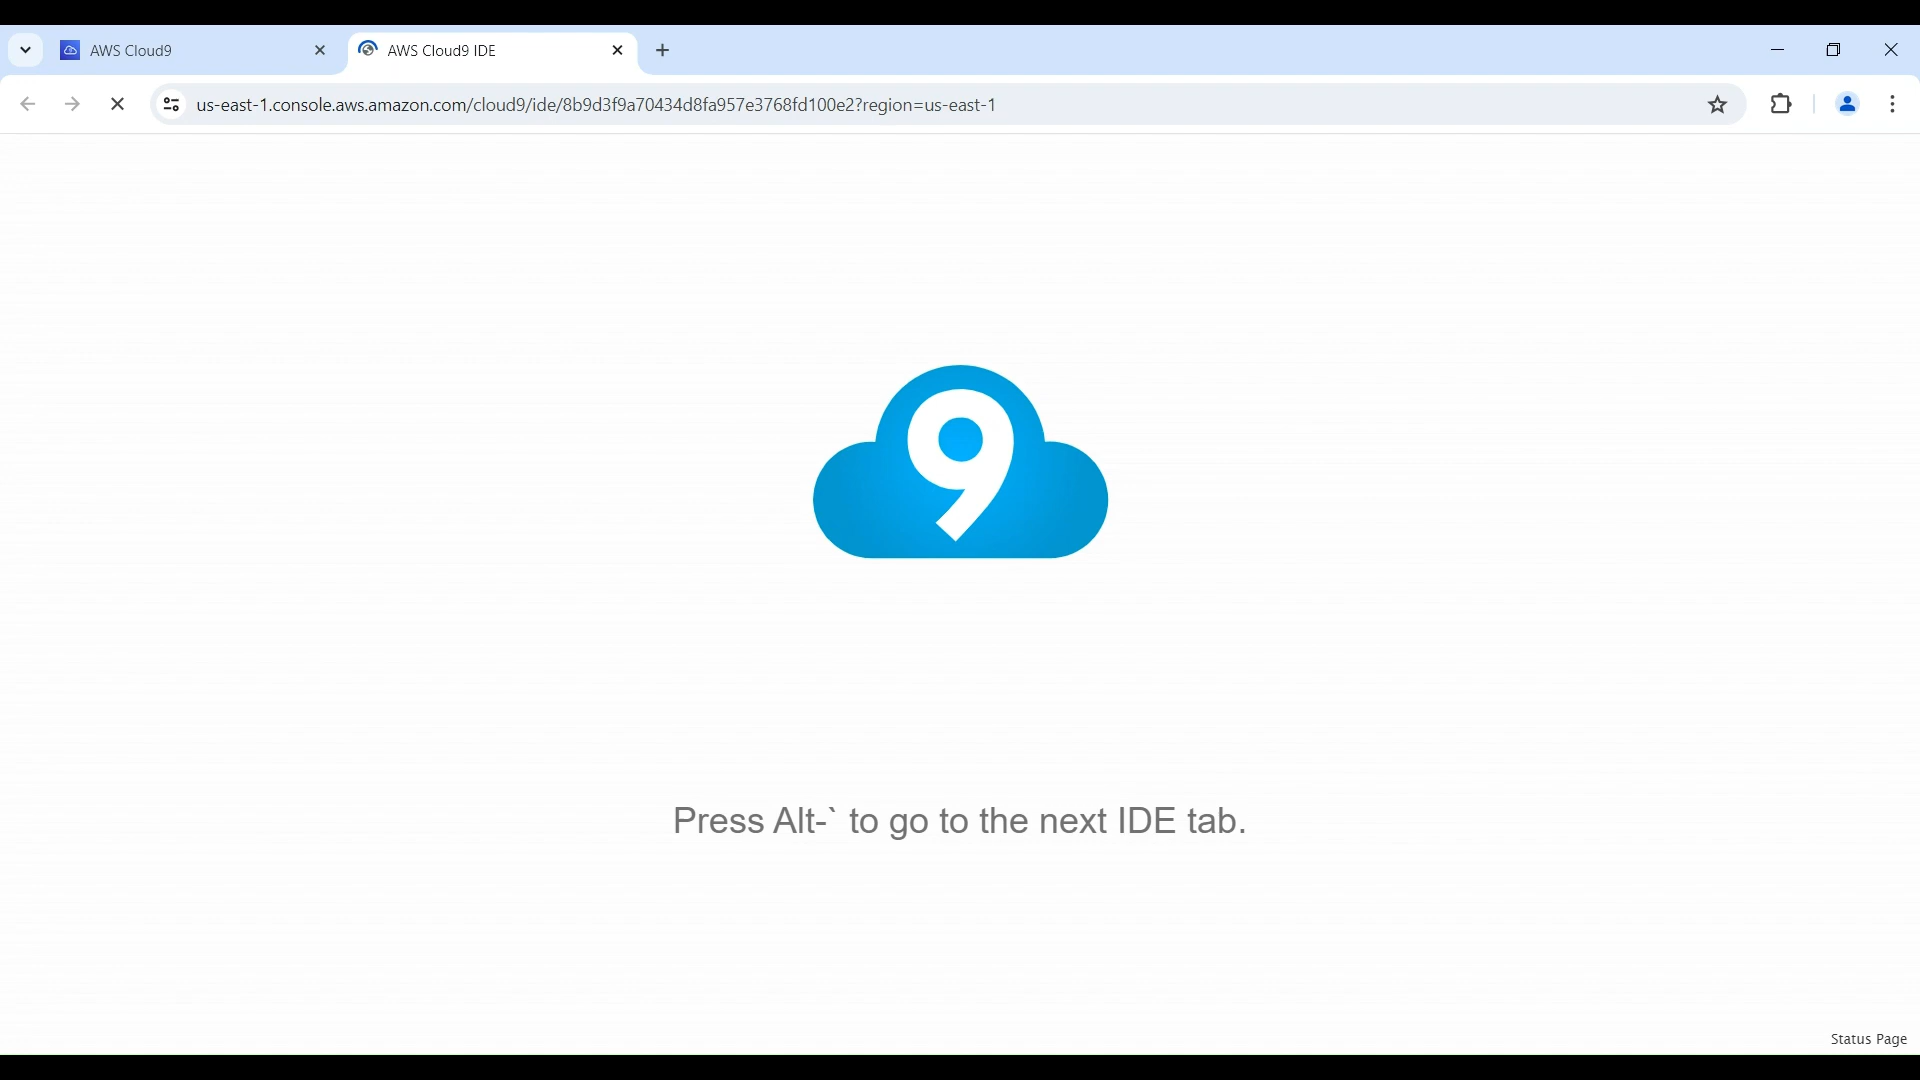 AWS Cloud9
AWS Cloud9 IDE
us-east-1.console.aws.amazon.com/cloud9/ide/8b9d3f9a70434d8fa957e3768fd100e2?region=us-east-1
9
Press Alt-` to go to the next IDE tab.
Status Page